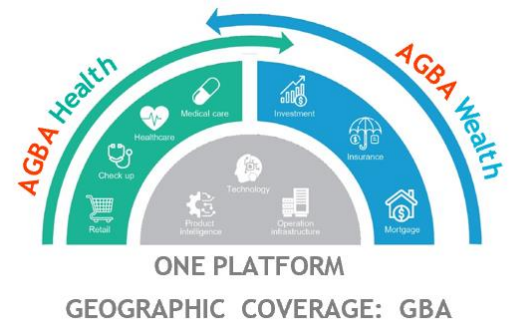 AGBA Health
AGBA Wealth
Medical care
Healthcare
Check up
Retail
Investment
Insurance
Mortgage
Technology
Product
Intelligence
Operation
infrastructure
ONE PLATFORM
GEOGRAPHIC COVERAGE: GBA